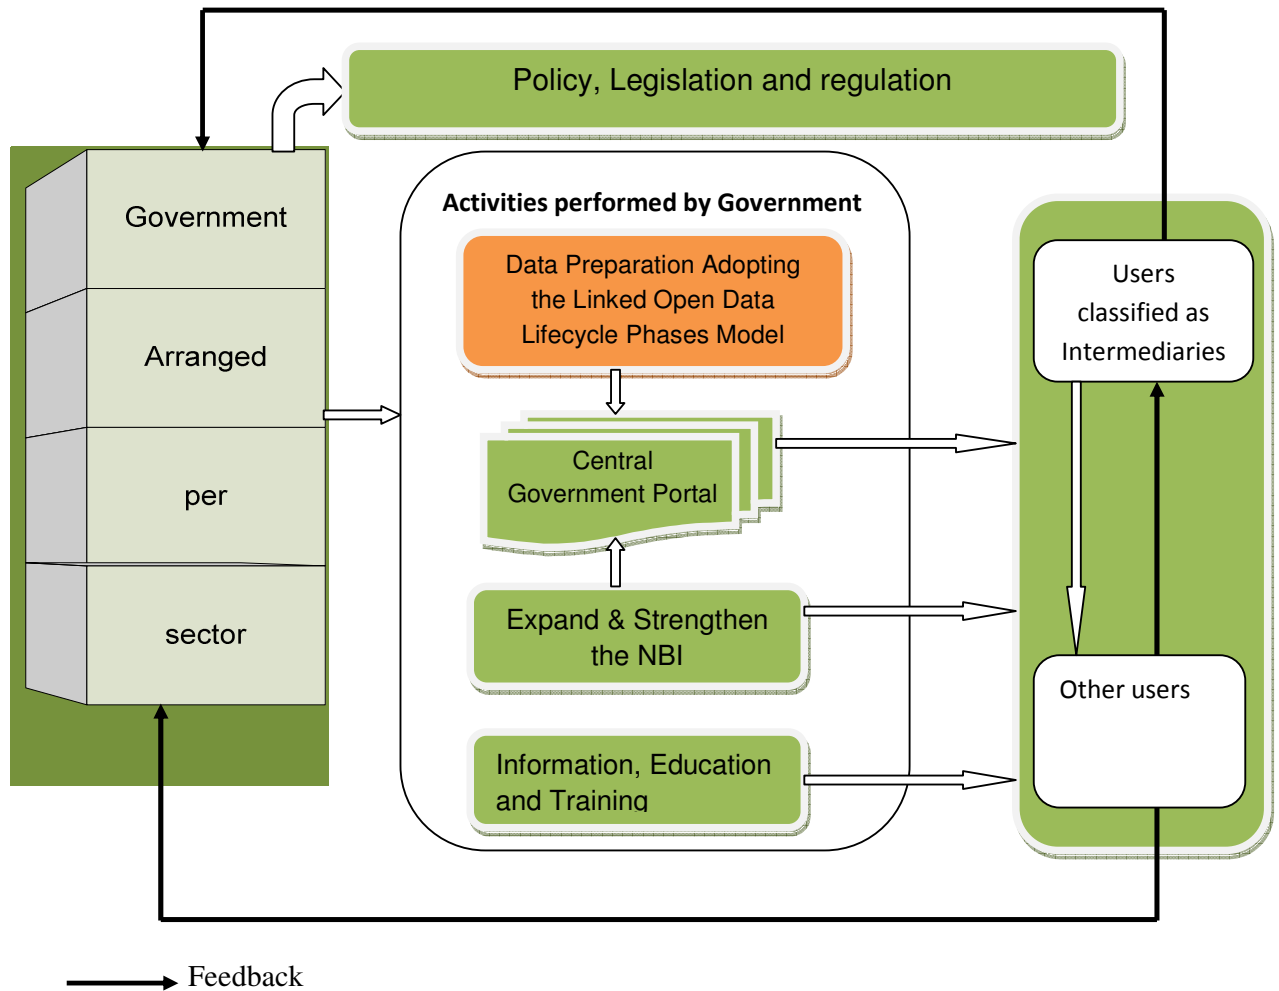 Policy, Legislation and regulation
Government
Arranged
per
sector
Activities performed by Government
Data Preparation Adopting
the Linked Open Data
Lifecycle Phases Model
Central
Government Portal
Expand & Strengthen
the NBI
Information, Education
and Training
Users
classified as
Intermediaries
Other users
Feedback